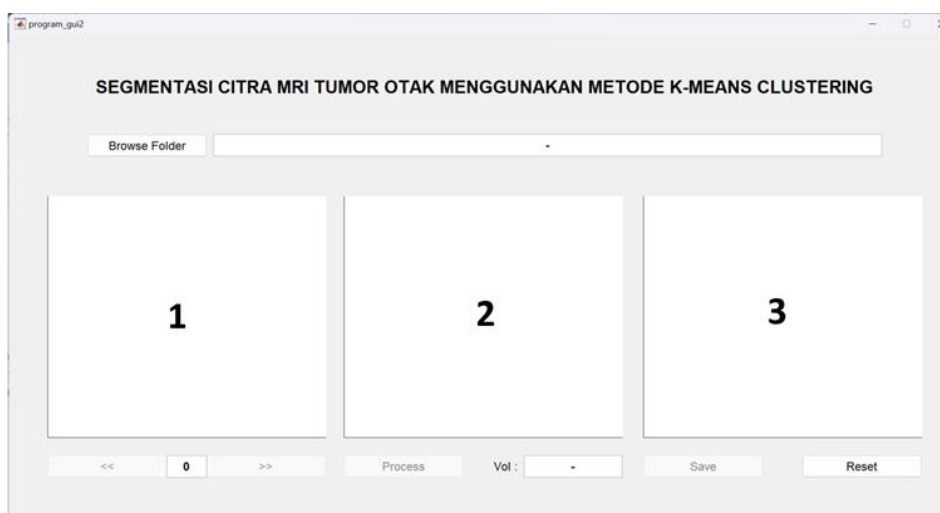 program_gui2
SEGMENTASI CITRA MRI TUMOR OTAK MENGGUNAKAN METODE K-MEANS CLUSTERING
Browse Folder -
1 2 3
<< 0 >> Process Vol : - Save Reset